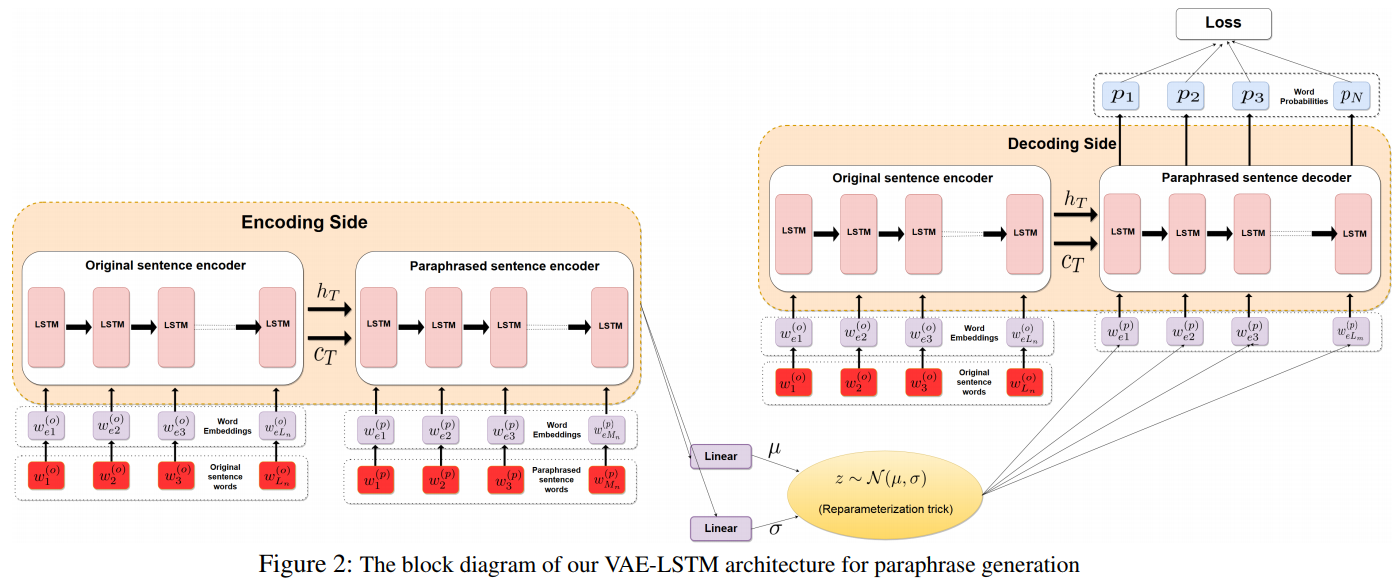 Loss
p_1 p_2 p_3 Word Probabilities p_N
Decoding Side
Original sentence encoder
Paraphrased sentence decoder
LSTM LSTM LSTM LSTM
h_T
c_T
LSTM LSTM LSTM LSTM
w_{e1}^{(o)} w_{e2}^{(o)} w_{e3}^{(o)} Word Embeddings w_{eL_n}^{(o)}
w_{e1}^{(p)} w_{e2}^{(p)} w_{e3}^{(p)} w_{eL_m}^{(p)}
w_1^{(o)} w_2^{(o)} w_3^{(o)} Original sentence words w_{L_n}^{(o)}
Encoding Side
Original sentence encoder
Paraphrased sentence encoder
LSTM LSTM LSTM LSTM
h_T
c_T
LSTM LSTM LSTM LSTM
w_{e1}^{(o)} w_{e2}^{(o)} w_{e3}^{(o)} Word Embeddings w_{eL_n}^{(o)}
w_{e1}^{(p)} w_{e2}^{(p)} w_{e3}^{(p)} Word Embeddings w_{eM_n}^{(p)}
w_1^{(o)} w_2^{(o)} w_3^{(o)} Original sentence words w_{L_n}^{(o)}
w_1^{(p)} w_2^{(p)} w_3^{(p)} Paraphrased sentence words w_{M_n}^{(p)}
Linear μ
Linear σ
z ∼ N(μ, σ)
(Reparameterization trick)
Figure 2: The block diagram of our VAE-LSTM architecture for paraphrase generation